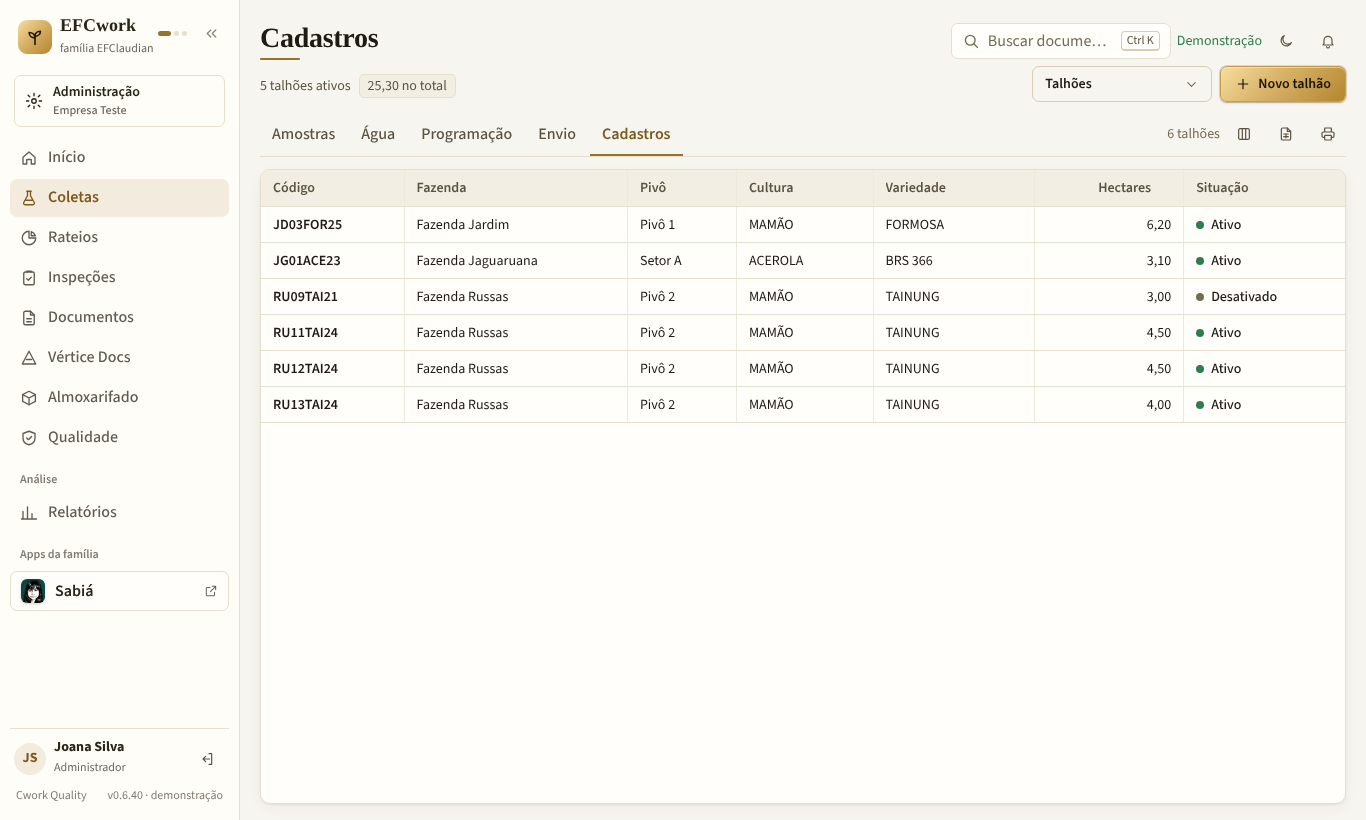 EFCwork
família EFClaudian
Administração
Empresa Teste
Início
Coletas
Rateios
Inspeções
Documentos
Vértice Docs
Almoxarifado
Qualidade
Análise
Relatórios
Apps da família
Sabiá
JS
Joana Silva
Administrador
Cwork Quality v0.6.40 · demonstração
Cadastros
Buscar docume… Ctrl K Demonstração
5 talhões ativos 25,30 no total
Talhões Novo talhão
Amostras Água Programação Envio Cadastros 6 talhões
Código Fazenda Pivô Cultura Variedade Hectares Situação
JD03FOR25 Fazenda Jardim Pivô 1 MAMÃO FORMOSA 6,20 Ativo
JG01ACE23 Fazenda Jaguaruana Setor A ACEROLA BRS 366 3,10 Ativo
RU09TAI21 Fazenda Russas Pivô 2 MAMÃO TAINUNG 3,00 Desativado
RU11TAI24 Fazenda Russas Pivô 2 MAMÃO TAINUNG 4,50 Ativo
RU12TAI24 Fazenda Russas Pivô 2 MAMÃO TAINUNG 4,50 Ativo
RU13TAI24 Fazenda Russas Pivô 2 MAMÃO TAINUNG 4,00 Ativo